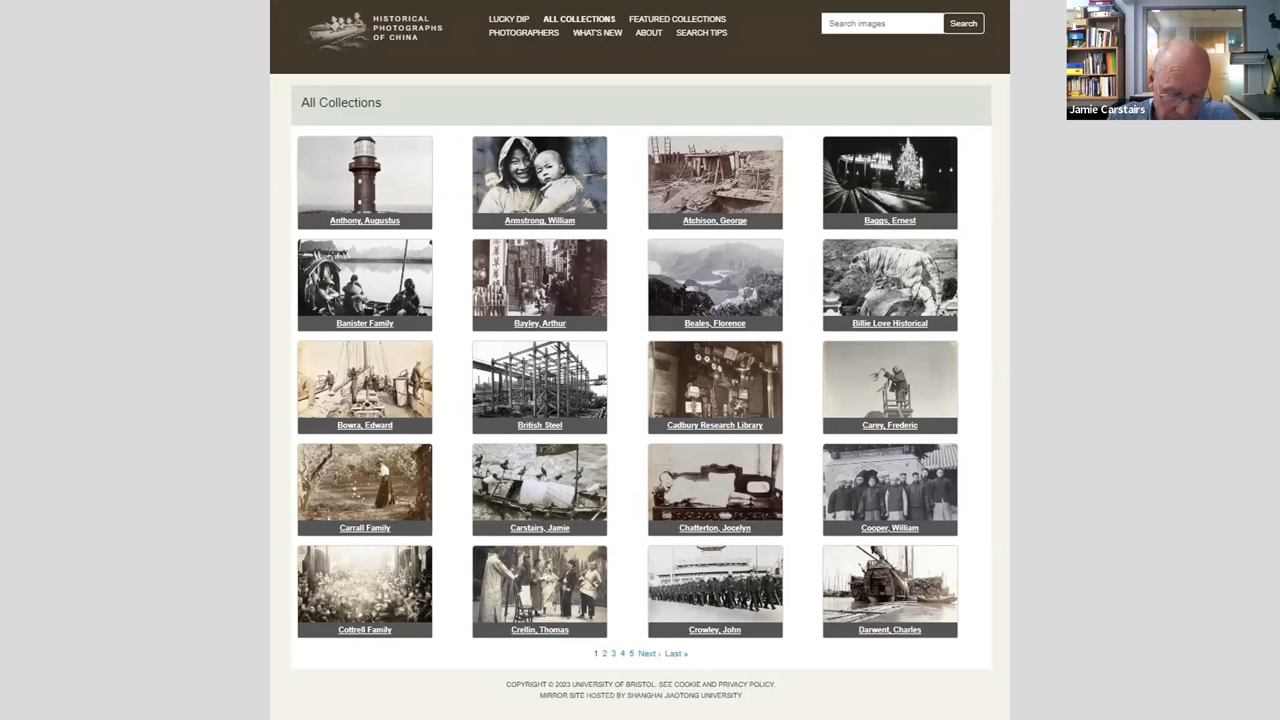 HISTORICAL
PHOTOGRAPHS
OF CHINA
LUCKY DIP ALL COLLECTIONS FEATURED COLLECTIONS
PHOTOGRAPHERS WHAT'S NEW ABOUT SEARCH TIPS
Search images Search
Jamie Carstairs
All Collections
Anthony, Augustus Armstrong, William Atchison, George Baggs, Ernest
Banister Family Bayley, Arthur Beales, Florence Billie Love Historical
Bowra, Edward British Steel Cadbury Research Library Carey, Frederic
Carrall Family Carstairs, Jamie Chatterton, Jocelyn Cooper, William
Cottrell Family Crellin, Thomas Crowley, John Darwent, Charles
1 2 3 4 5 Next › Last »
COPYRIGHT © 2023 UNIVERSITY OF BRISTOL. SEE COOKIE AND PRIVACY POLICY.
MIRROR SITE HOSTED BY SHANGHAI JIAOTONG UNIVERSITY